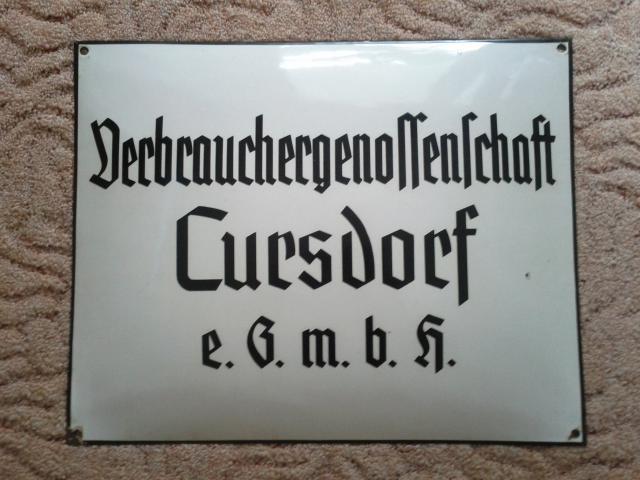 Verbrauchergenossenschaft
Cursdorf
e. G. m. b. H.